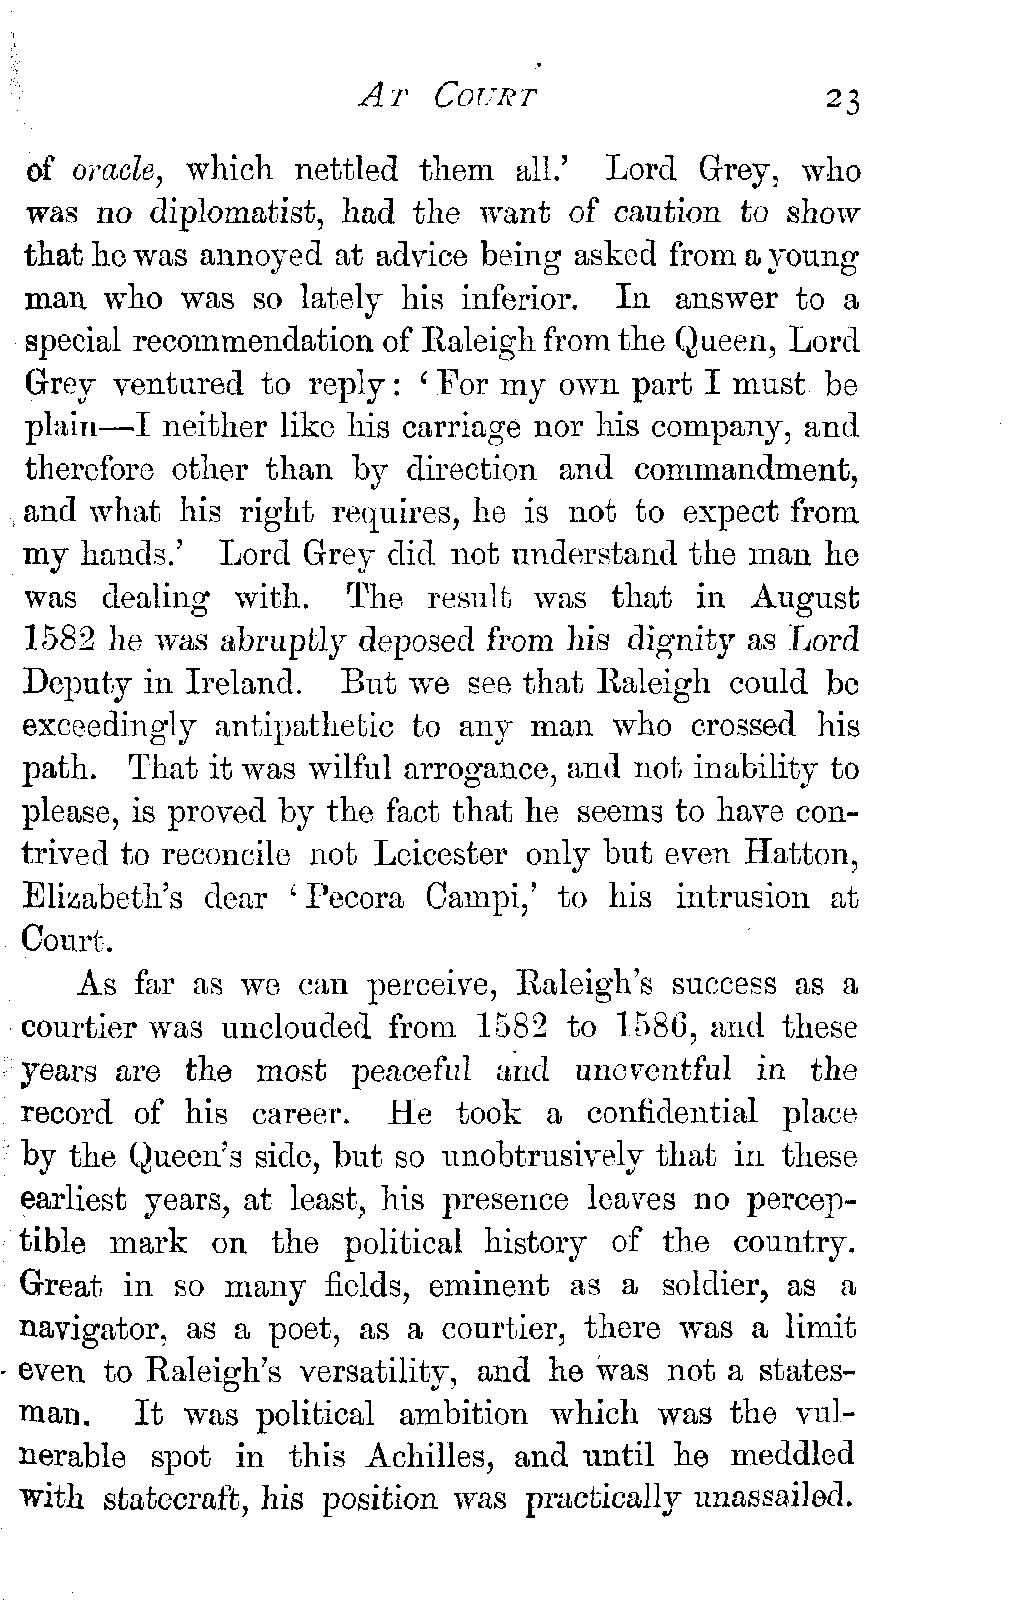 AT COURT 23
of oracle, which nettled them all.’ Lord Grey, who
was no diplomatist, had the want of caution to show
that he was annoyed at advice being asked from a young
man who was so lately his inferior. In answer to a
special recommendation of Raleigh from the Queen, Lord
Grey ventured to reply: ‘For my own part I must be
plain—I neither like his carriage nor his company, and
therefore other than by direction and commandment,
and what his right requires, he is not to expect from
my hands.’ Lord Grey did not understand the man he
was dealing with. The result was that in August
1582 he was abruptly deposed from his dignity as Lord
Deputy in Ireland. But we see that Raleigh could be
exceedingly antipathetic to any man who crossed his
path. That it was wilful arrogance, and not inability to
please, is proved by the fact that he seems to have con-
trived to reconcile not Leicester only but even Hatton,
Elizabeth’s dear ‘Pecora Campi,’ to his intrusion at
Court.
As far as we can perceive, Raleigh’s success as a
courtier was unclouded from 1582 to 1586, and these
years are the most peaceful and uneventful in the
record of his career. He took a confidential place
by the Queen’s side, but so unobtrusively that in these
earliest years, at least, his presence leaves no percep-
tible mark on the political history of the country.
Great in so many fields, eminent as a soldier, as a
navigator, as a poet, as a courtier, there was a limit
even to Raleigh’s versatility, and he was not a states-
man. It was political ambition which was the vul-
nerable spot in this Achilles, and until he meddled
with statecraft, his position was practically unassailed.